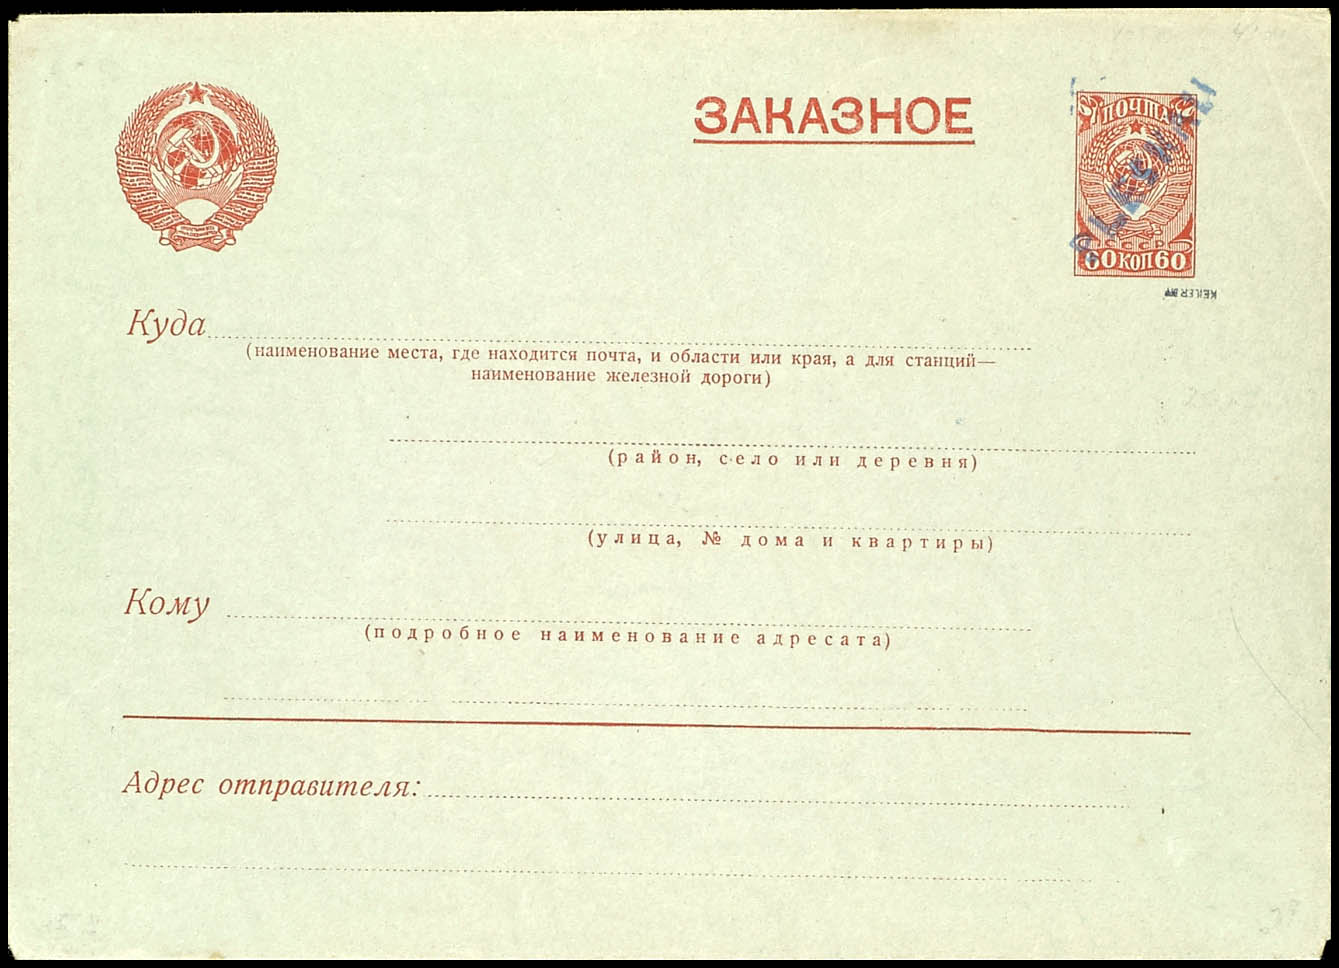 ЗАКАЗНОЕ
ПОЧТА
СССР
60 КОП 60
KEILER
Куда
(наименование места, где находится почта, и области или края, а для станций—
наименование железной дороги)
(район, село или деревня)
(улица, № дома и квартиры)
Кому
(подробное наименование адресата)
Адрес отправителя: